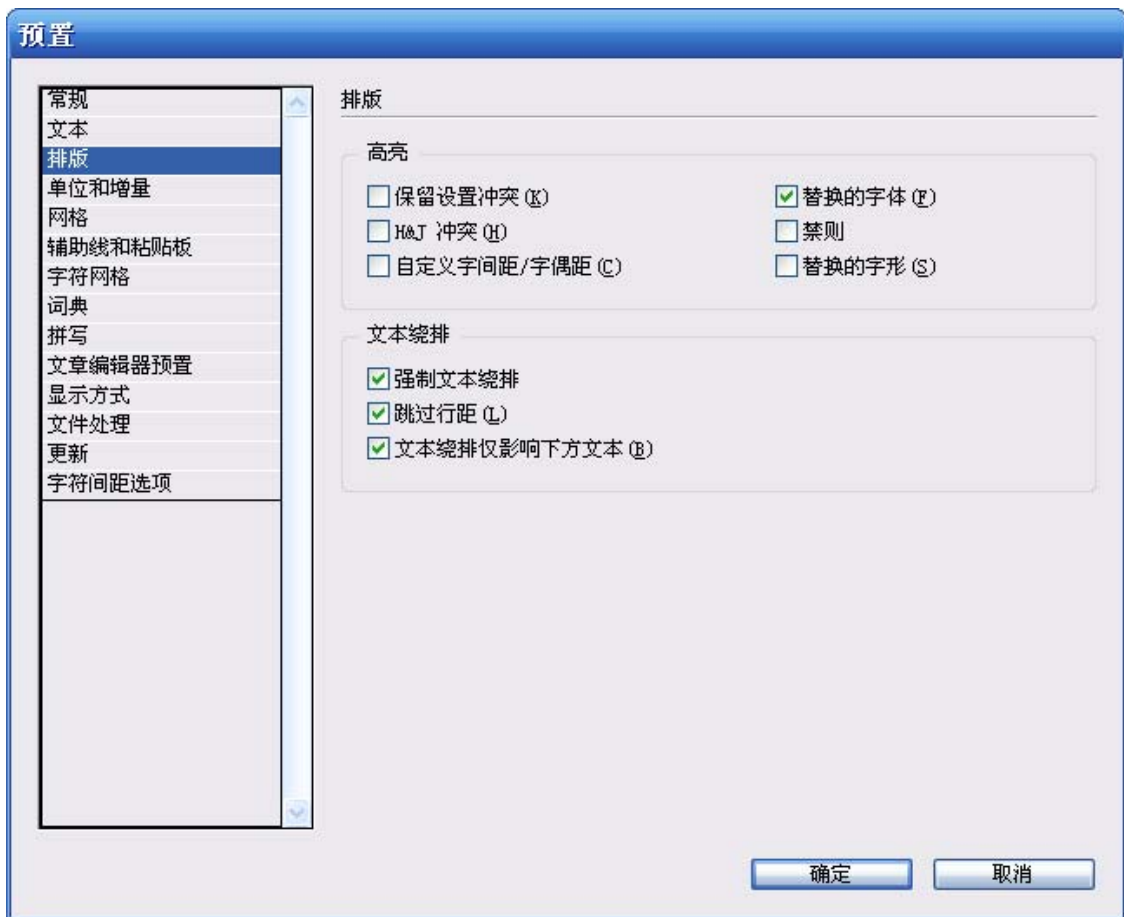 预置
常规
文本
排版
单位和增量
网格
辅助线和粘贴板
字符网格
词典
拼写
文章编辑器预置
显示方式
文件处理
更新
字符间距选项
排版
高亮
保留设置冲突(K)
替换的字体(F)
H&J 冲突(H)
禁则
自定义字间距/字偶距(C)
替换的字形(S)
文本绕排
强制文本绕排
跳过行距(L)
文本绕排仅影响下方文本(B)
确定
取消